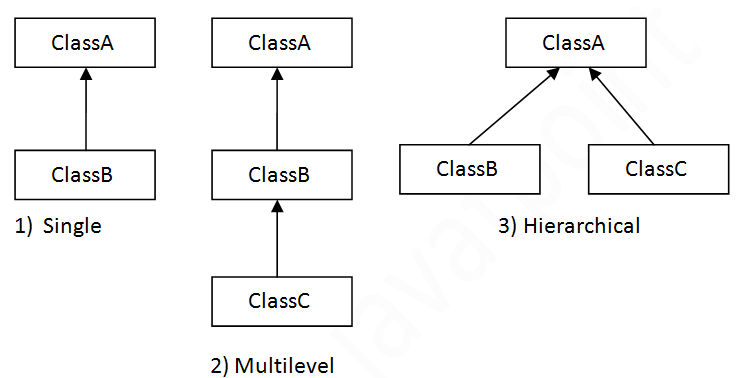 ClassA
ClassB
1) Single
ClassA
ClassB
ClassC
2) Multilevel
ClassA
ClassB
ClassC
3) Hierarchical